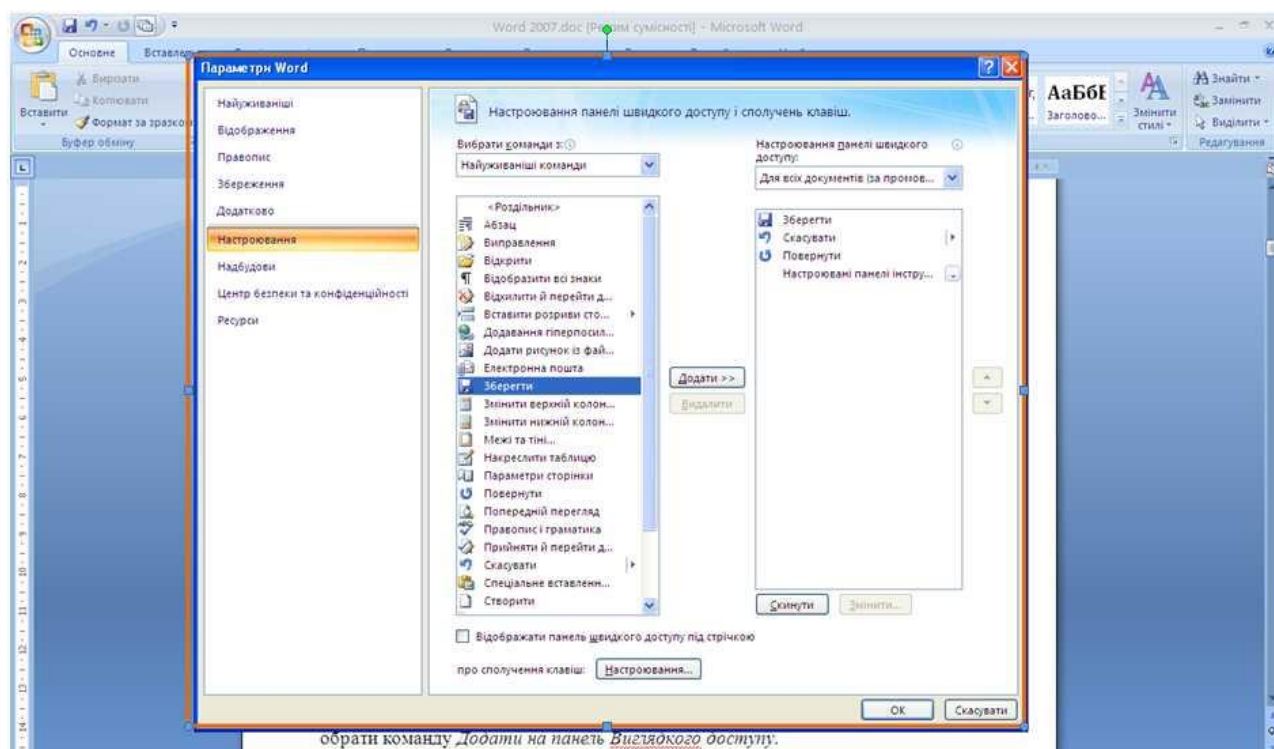 Word 2007.doc [Режим сумісності] - Microsoft Word
Основне
Вирізати
Копіювати
Вставити
Формат за
Буфер обміну
АаБбІ
Заголово...
Змінити стилі
Знайти
Замінити
Виділити
Редагування
Параметри Word
Найуживаніші
Відображення
Правопис
Збереження
Додатково
Настроювання
Надбудови
Центр безпеки та конфіденційності
Ресурси
Настроювання панелі швидкого доступу і сполучень клавіш.
Вибрати команди з:
Найуживаніші команди
<Роздільник>
Абзац
Виправлення
Відкрити
Відобразити всі знаки
Відхилити й перейти д...
Вставити розриви сто...
Додавання гіперпосил...
Додати рисунок із фай...
Електронна пошта
Зберегти
Змінити верхній колон...
Змінити нижній колон...
Межі та тіні...
Накреслити таблицю
Параметри сторінки
Повернути
Попередній перегляд
Правопис і граматика
Прийняти й перейти д...
Скасувати
Спеціальне вставленн...
Створити
Додати >>
Видалити
Настроювання панелі швидкого
доступу:
Для всіх документів (за промов...
Зберегти
Скасувати
Повернути
Настроювані панелі інстру...
Скинути
Змінити...
Відображати панель швидкого доступу під стрічкою
про сполучення клавіш:
Настроювання...
ОК
Скасувати
обрати команду Додати на панель Виглядкого доступу.